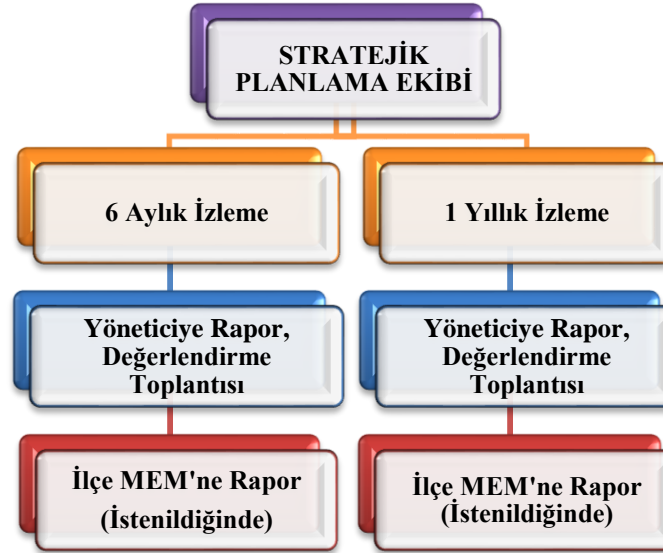 STRATEJİK
PLANLAMA EKİBİ
6 Aylık İzleme
1 Yıllık İzleme
Yöneticiye Rapor,
Değerlendirme
Toplantısı
Yöneticiye Rapor,
Değerlendirme
Toplantısı
İlçe MEM'ne Rapor
(İstenildiğinde)
İlçe MEM'ne Rapor
(İstenildiğinde)